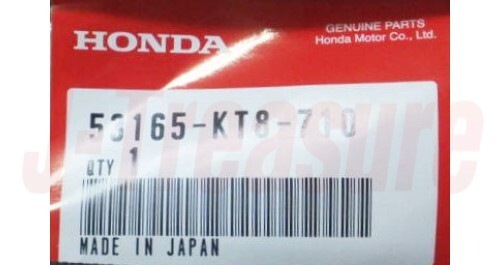 HONDA
GENUINE PARTS
Honda Motor Co., Ltd.
53165-KT8-710
QTY 1
MADE IN JAPAN
J-Treasure